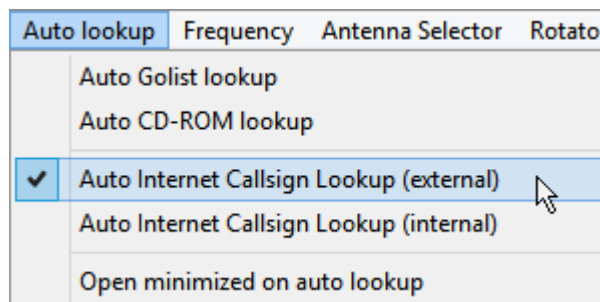 Auto lookup Frequency Antenna Selector Rotato
Auto Golist lookup
Auto CD-ROM lookup
Auto Internet Callsign Lookup (external)
Auto Internet Callsign Lookup (internal)
Open minimized on auto lookup